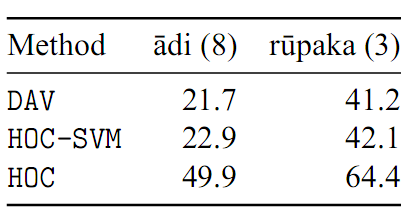 Method ādi (8) rūpaka (3)
DAV 21.7 41.2
HOC-SVM 22.9 42.1
HOC 49.9 64.4